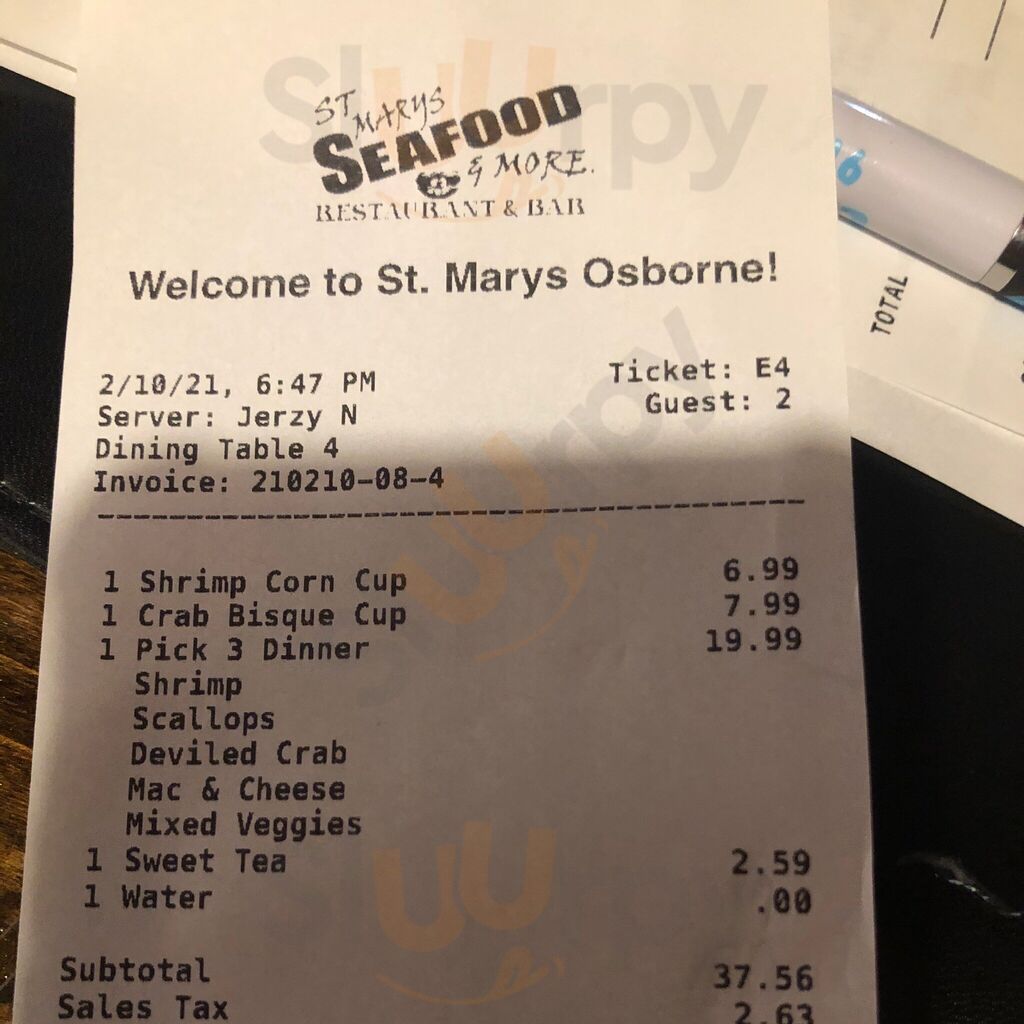 Slurpy
ST MARYS
SEAFOOD
& MORE.
RESTAURANT & BAR
Welcome to St. Marys Osborne!
2/10/21, 6:47 PM Ticket: E4
Server: Jerzy N Guest: 2
Dining Table 4
Invoice: 210210-08-4
1 Shrimp Corn Cup 6.99
1 Crab Bisque Cup 7.99
1 Pick 3 Dinner 19.99
Shrimp
Scallops
Deviled Crab
Mac & Cheese
Mixed Veggies
1 Sweet Tea 2.59
1 Water .00
Subtotal 37.56
Sales Tax 2.63
TOTAL